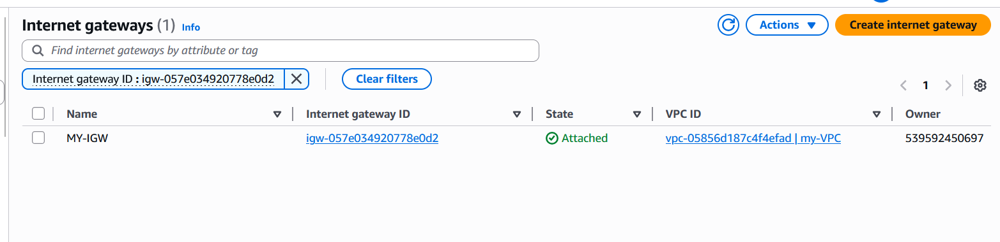 Internet gateways (1) Info
Actions
Create internet gateway
Find internet gateways by attribute or tag
Internet gateway ID : igw-057e034920778e0d2
Clear filters
1
Name Internet gateway ID State VPC ID Owner
MY-IGW igw-057e034920778e0d2 Attached vpc-05856d187c4f4efad | my-VPC 539592450697